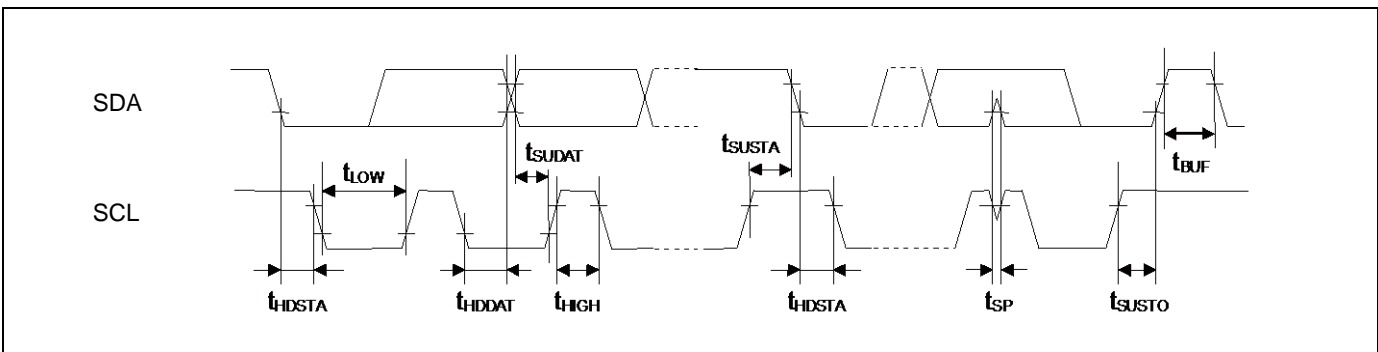 SDA
SCL
tLOW
tSUDAT
tSUSTA
tBUF
tHDSTA
tHDDAT
tHIGH
tHDSTA
tSP
tSUSTO